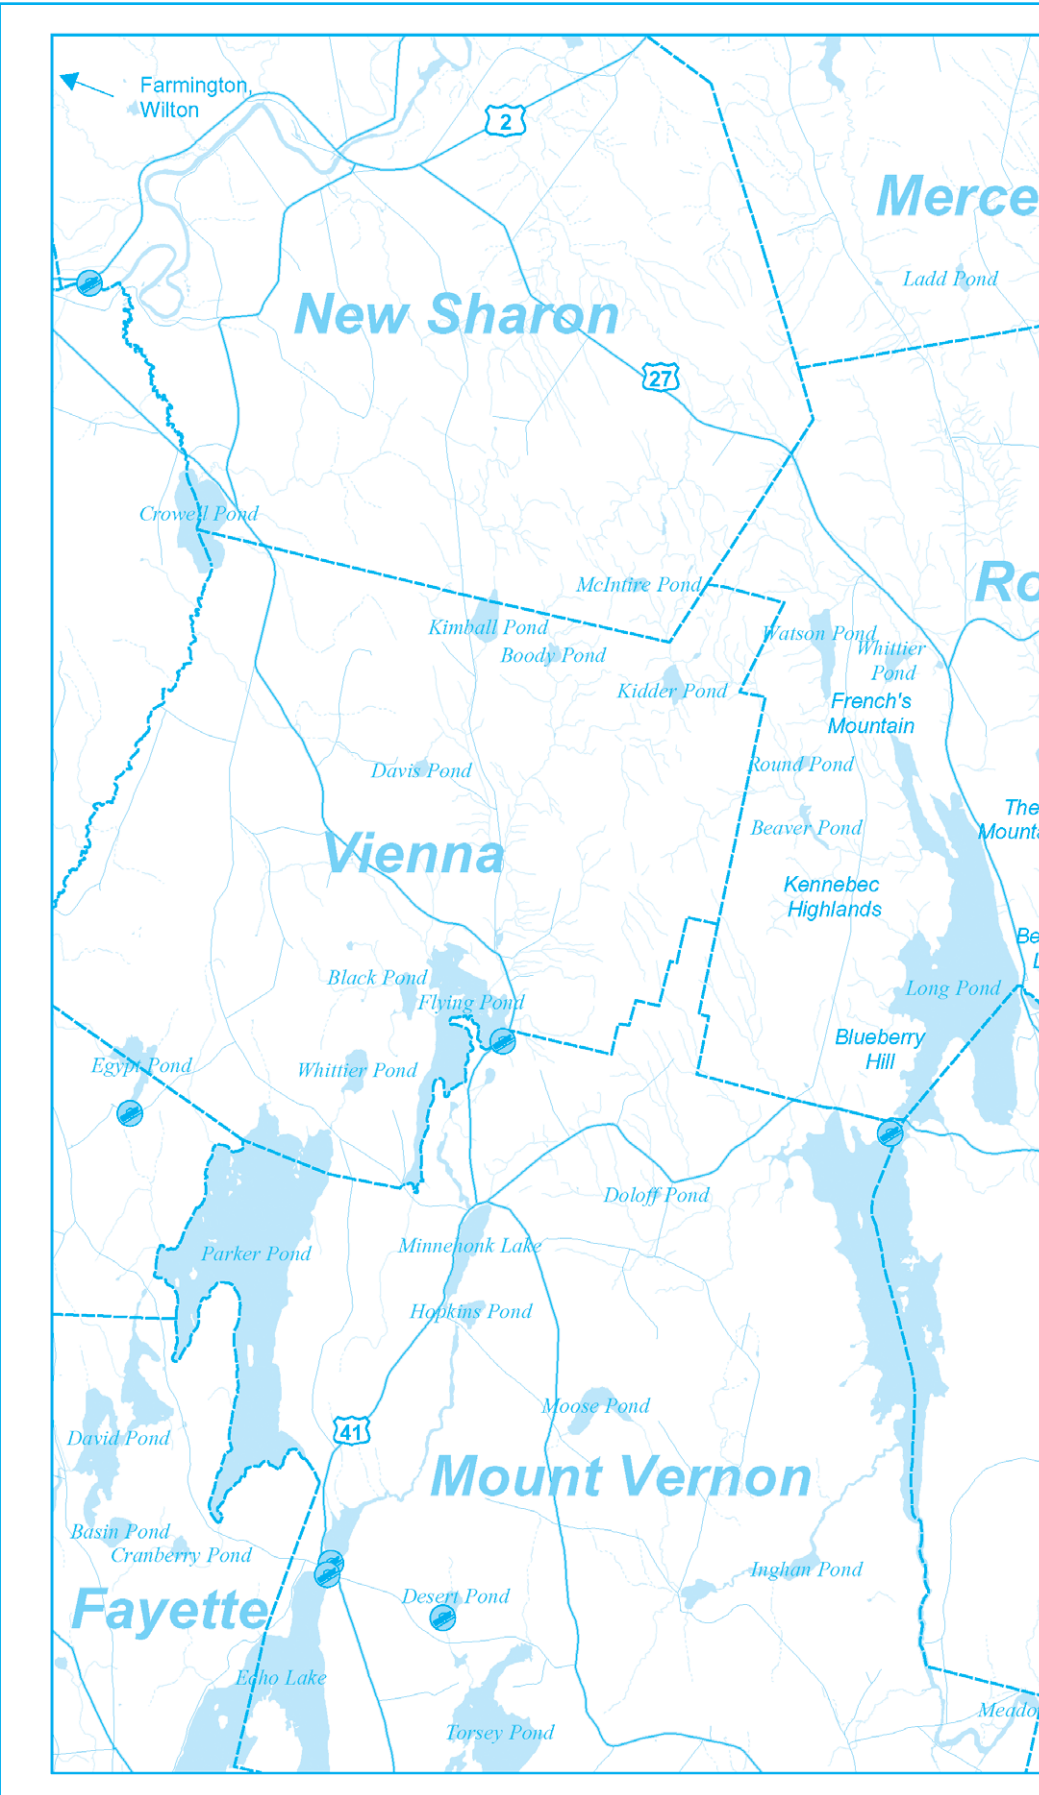 Farmington,
Wilton
2
Merce
Ladd Pond
New Sharon
27
Crowell Pond
Ro
McIntire Pond
Kimball Pond
Watson Pond
Boody Pond
Whittier
Pond
Kidder Pond
French's
Mountain
Davis Pond
Round Pond
The
Mounta
Beaver Pond
Vienna
Kennebec
Highlands
Be
L
Black Pond
Flying Pond
Long Pond
Blueberry
Hill
Egypt Pond
Whittier Pond
Doloff Pond
Minnehonk Lake
Parker Pond
Hopkins Pond
Moose Pond
41
David Pond
Mount Vernon
Basin Pond
Cranberry Pond
Inghan Pond
Desert Pond
Fayette
Echo Lake
Meado
Torsey Pond